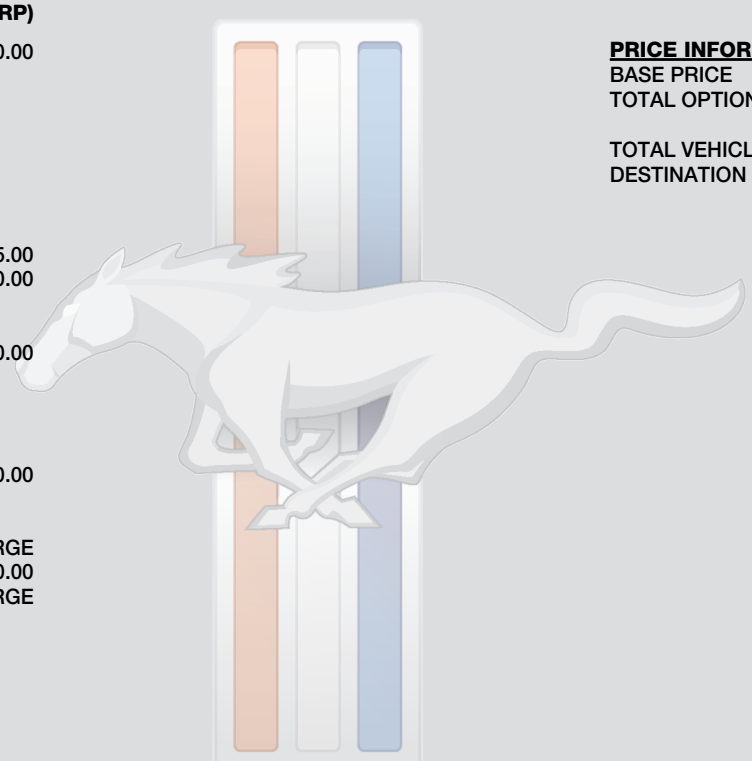 RP)
0.00
5.00
0.00
0.00
0.00
RGE
0.00
RGE
PRICE INFOR
BASE PRICE
TOTAL OPTION
TOTAL VEHICL
DESTINATION